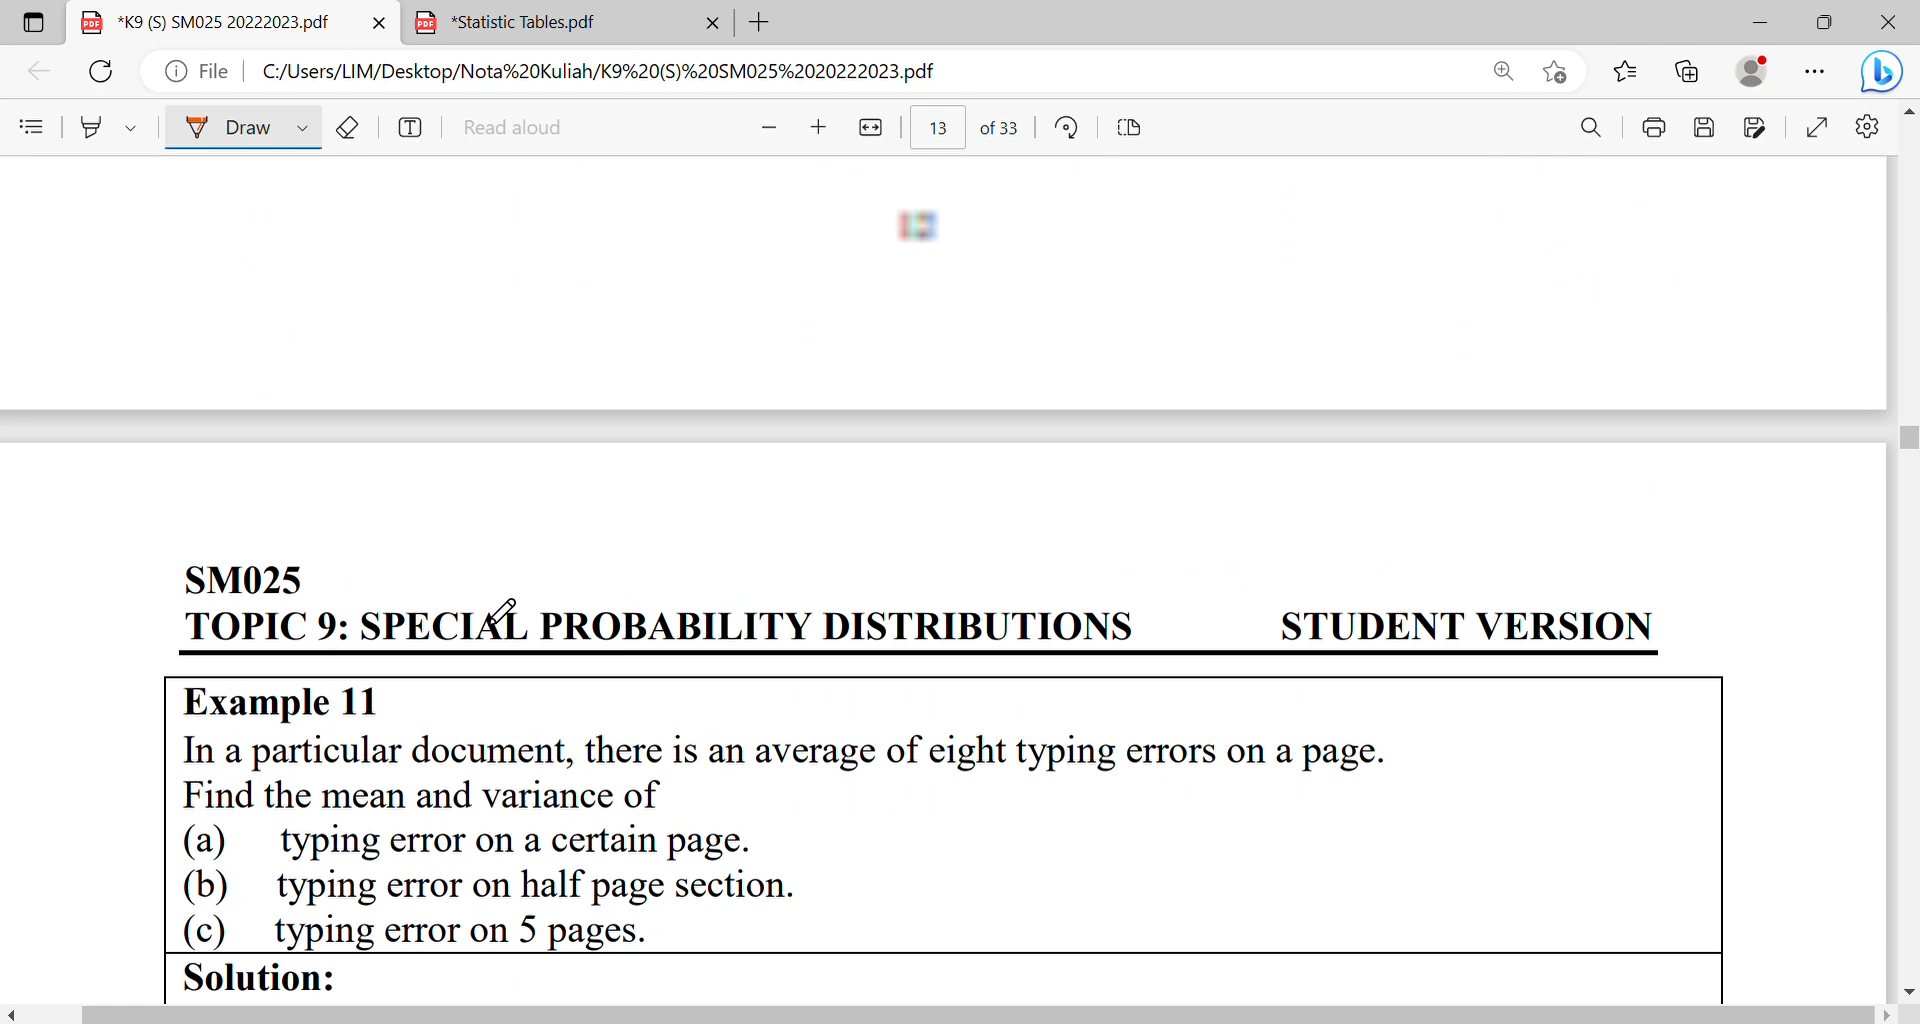 *K9 (S) SM025 20222023.pdf
*Statistic Tables.pdf
File
C:/Users/LIM/Desktop/Nota%20Kuliah/K9%20(S)%20SM025%2020222023.pdf
Draw
Read aloud
13
of 33
SM025
TOPIC 9: SPECIAL PROBABILITY DISTRIBUTIONS STUDENT VERSION
Example 11
In a particular document, there is an average of eight typing errors on a page.
Find the mean and variance of
(a) typing error on a certain page.
(b) typing error on half page section.
(c) typing error on 5 pages.
Solution: